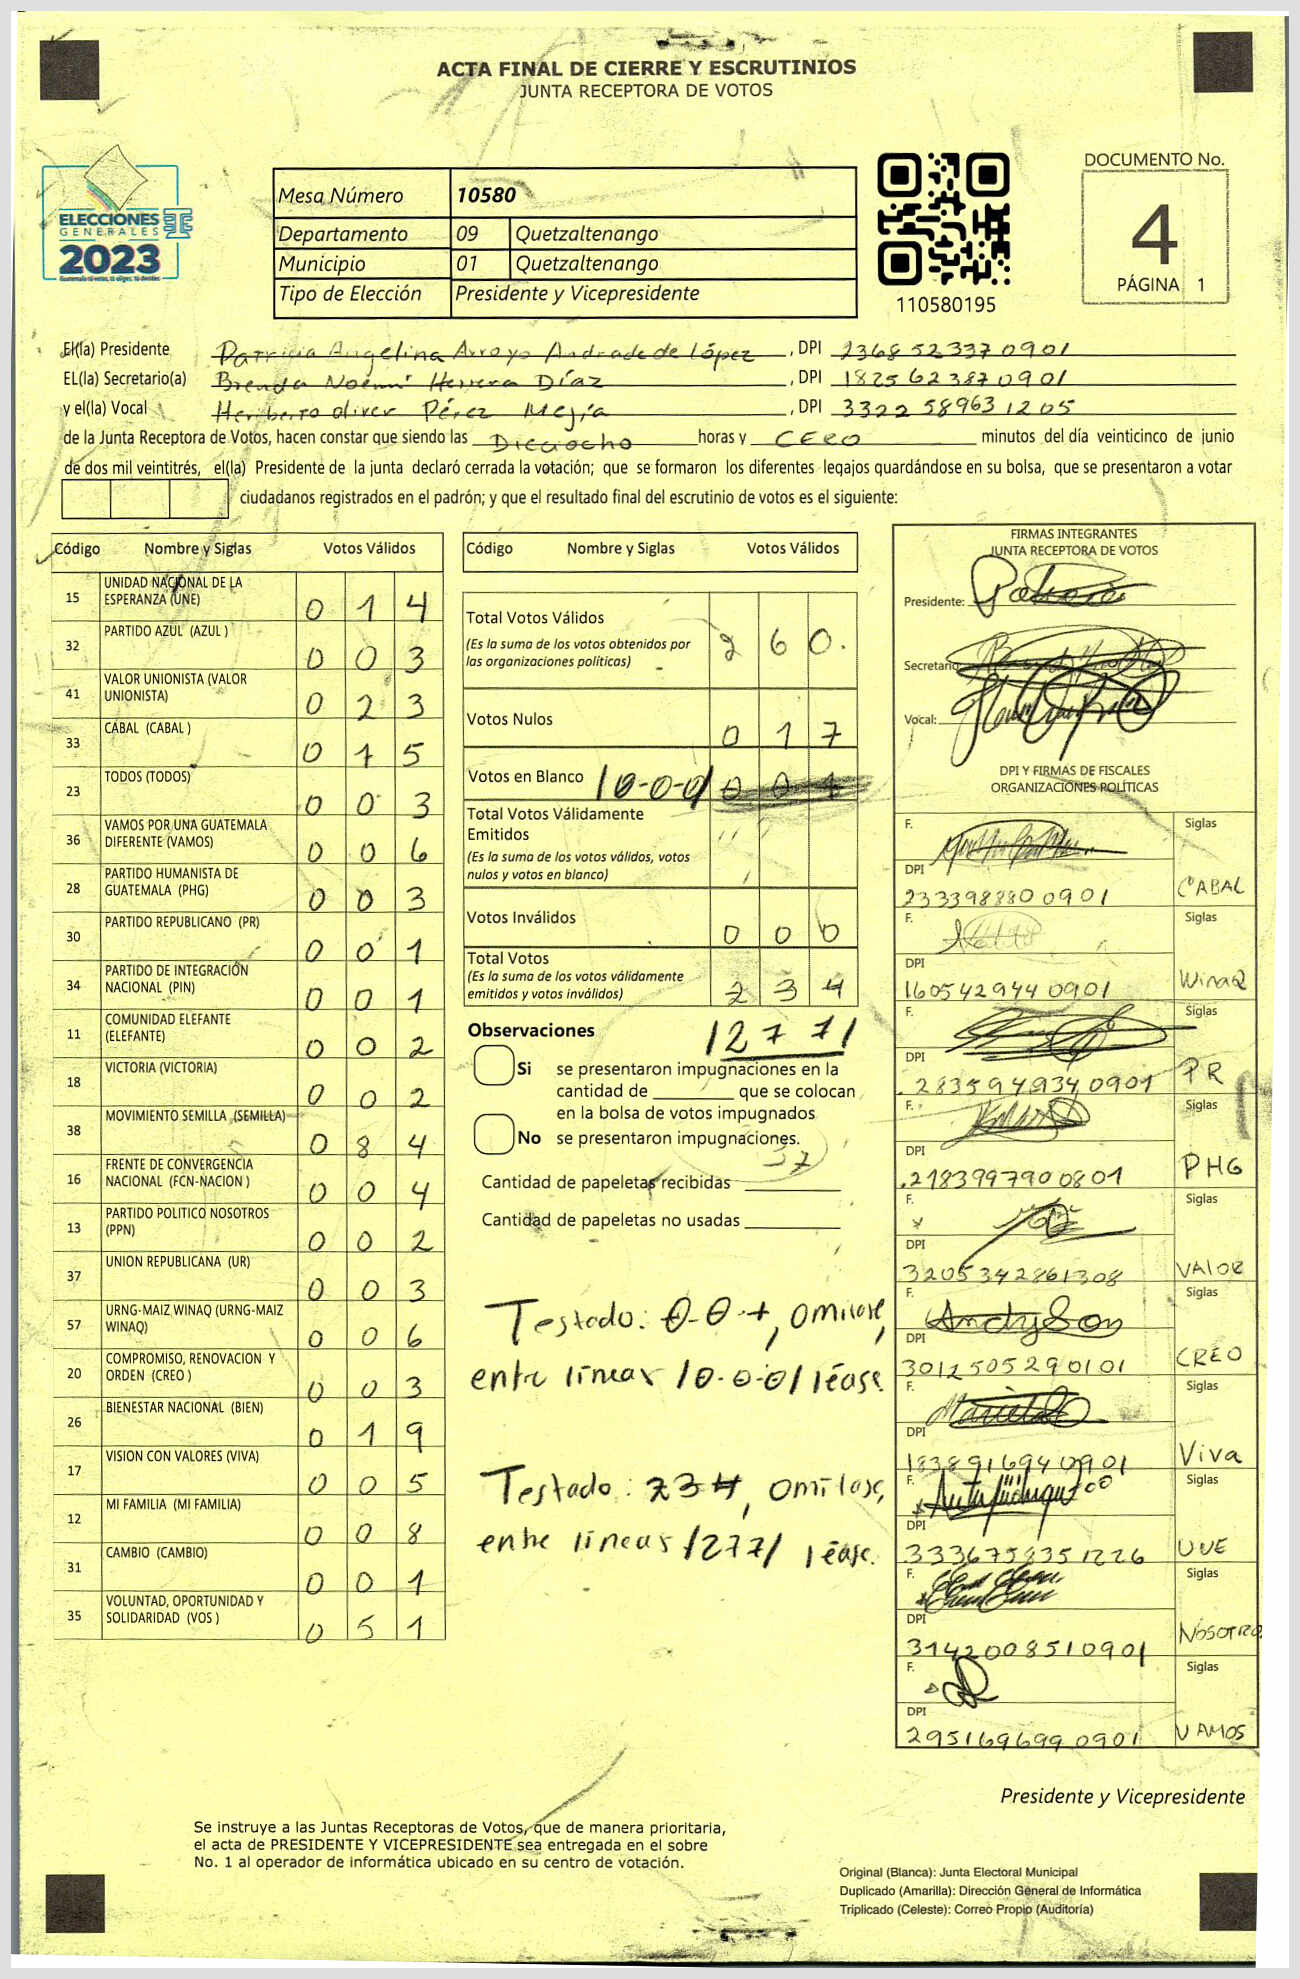 ACTA FINAL DE CIERRE Y ESCRUTINIOS
JUNTA RECEPTORA DE VOTOS
ELECCIONES
GENERALES
2023
Mesa Número 10580
Departamento 09 Quetzaltenango
Municipio 01 Quetzaltenango
Tipo de Elección Presidente y Vicepresidente
110580195
DOCUMENTO No.
4
PÁGINA 1
El(la) Presidente Patricia Angelina Arroyo Andrade de López, DPI 2368523370901
EL(la) Secretario(a) Brenda Noemí Herrera Díaz, DPI 1825623870901
y el(la) Vocal Heriberto Oliver Pérez Mejía, DPI 3322589631205
de la Junta Receptora de Votos, hacen constar que siendo las Dieciocho horas y CERO minutos del día veinticinco de junio
de dos mil veintitrés, el(la) Presidente de la junta declaró cerrada la votación; que se formaron los diferentes legajos quardándose en su bolsa, que se presentaron a votar
ciudadanos registrados en el padrón; y que el resultado final del escrutinio de votos es el siguiente:
Código Nombre y Siglas Votos Válidos
15 UNIDAD NACIONAL DE LA
ESPERANZA (UNE) 0 1 4
32 PARTIDO AZUL (AZUL ) 0 0 3
41 VALOR UNIONISTA (VALOR
UNIONISTA) 0 2 3
33 CABAL (CABAL ) 0 1 5
23 TODOS (TODOS) 0 0 3
36 VAMOS POR UNA GUATEMALA
DIFERENTE (VAMOS) 0 0 6
28 PARTIDO HUMANISTA DE
GUATEMALA (PHG) 0 0 3
30 PARTIDO REPUBLICANO (PR) 0 0 1
34 PARTIDO DE INTEGRACIÓN
NACIONAL (PIN) 0 0 1
11 COMUNIDAD ELEFANTE
(ELEFANTE) 0 0 2
18 VICTORIA (VICTORIA) 0 0 2
38 MOVIMIENTO SEMILLA (SEMILLA) 0 8 4
16 FRENTE DE CONVERGENCIA
NACIONAL (FCN-NACION ) 0 0 4
13 PARTIDO POLITICO NOSOTROS
(PPN) 0 0 2
37 UNION REPUBLICANA (UR) 0 0 3
57 URNG-MAIZ WINAQ (URNG-MAIZ
WINAQ) 0 0 6
20 COMPROMISO, RENOVACION Y
ORDEN (CREO ) 0 0 3
26 BIENESTAR NACIONAL (BIEN) 0 1 9
17 VISION CON VALORES (VIVA) 0 0 5
12 MI FAMILIA (MI FAMILIA) 0 0 8
31 CAMBIO (CAMBIO) 0 0 1
35 VOLUNTAD, OPORTUNIDAD Y
SOLIDARIDAD (VOS) 0 5 1
Código Nombre y Siglas Votos Válidos
Total Votos Válidos 2 6 0.
(Es la suma de los votos obtenidos por
las organizaciones políticas)
Votos Nulos 0 1 7
Votos en Blanco /0-0-0/ 0 0 1
Total Votos Válidamente
Emitidos
(Es la suma de los votos válidos, votos
nulos y votos en blanco)
Votos Inválidos 0 0 0
Total Votos
(Es la suma de los votos válidamente
emitidos y votos inválidos) 2 3 4
/2 7 7/
Observaciones
Si se presentaron impugnaciones en la
cantidad de ________ que se colocan
en la bolsa de votos impugnados
No se presentaron impugnaciones.
Cantidad de papeletas recibidas
Cantidad de papeletas no usadas
Testado: 0-0-1, omitase,
entre líneas /0-0-0/ léase.
Testado: 234, omitase,
entre líneas /277/ léase.
FIRMAS INTEGRANTES
JUNTA RECEPTORA DE VOTOS
Presidente:
Secretario:
Vocal:
DPI Y FIRMAS DE FISCALES
ORGANIZACIONES POLÍTICAS
F. Siglas
DPI
2333988800901 CABAL
F. Siglas
DPI
1605429440901 WinaQ
F. Siglas
DPI
2835949340901 PR
F. Siglas
DPI
2183997900801 PHG
F. Siglas
DPI
3205342861308 VALOR
F. AndySon Siglas
DPI
3012505290101 CREO
F. Siglas
DPI
1838916940901 Viva
F. Siglas
DPI
3336758351226 UNE
F. Siglas
DPI
3142008510901 NOSOTRO
F. Siglas
DPI
2951696990901 VAMOS
Presidente y Vicepresidente
Se instruye a las Juntas Receptoras de Votos, que de manera prioritaria,
el acta de PRESIDENTE Y VICEPRESIDENTE sea entregada en el sobre
No. 1 al operador de informática ubicado en su centro de votación.
Original (Blanca): Junta Electoral Municipal
Duplicado (Amarilla): Dirección General de Informática
Triplicado (Celeste): Correo Propio (Auditoría)